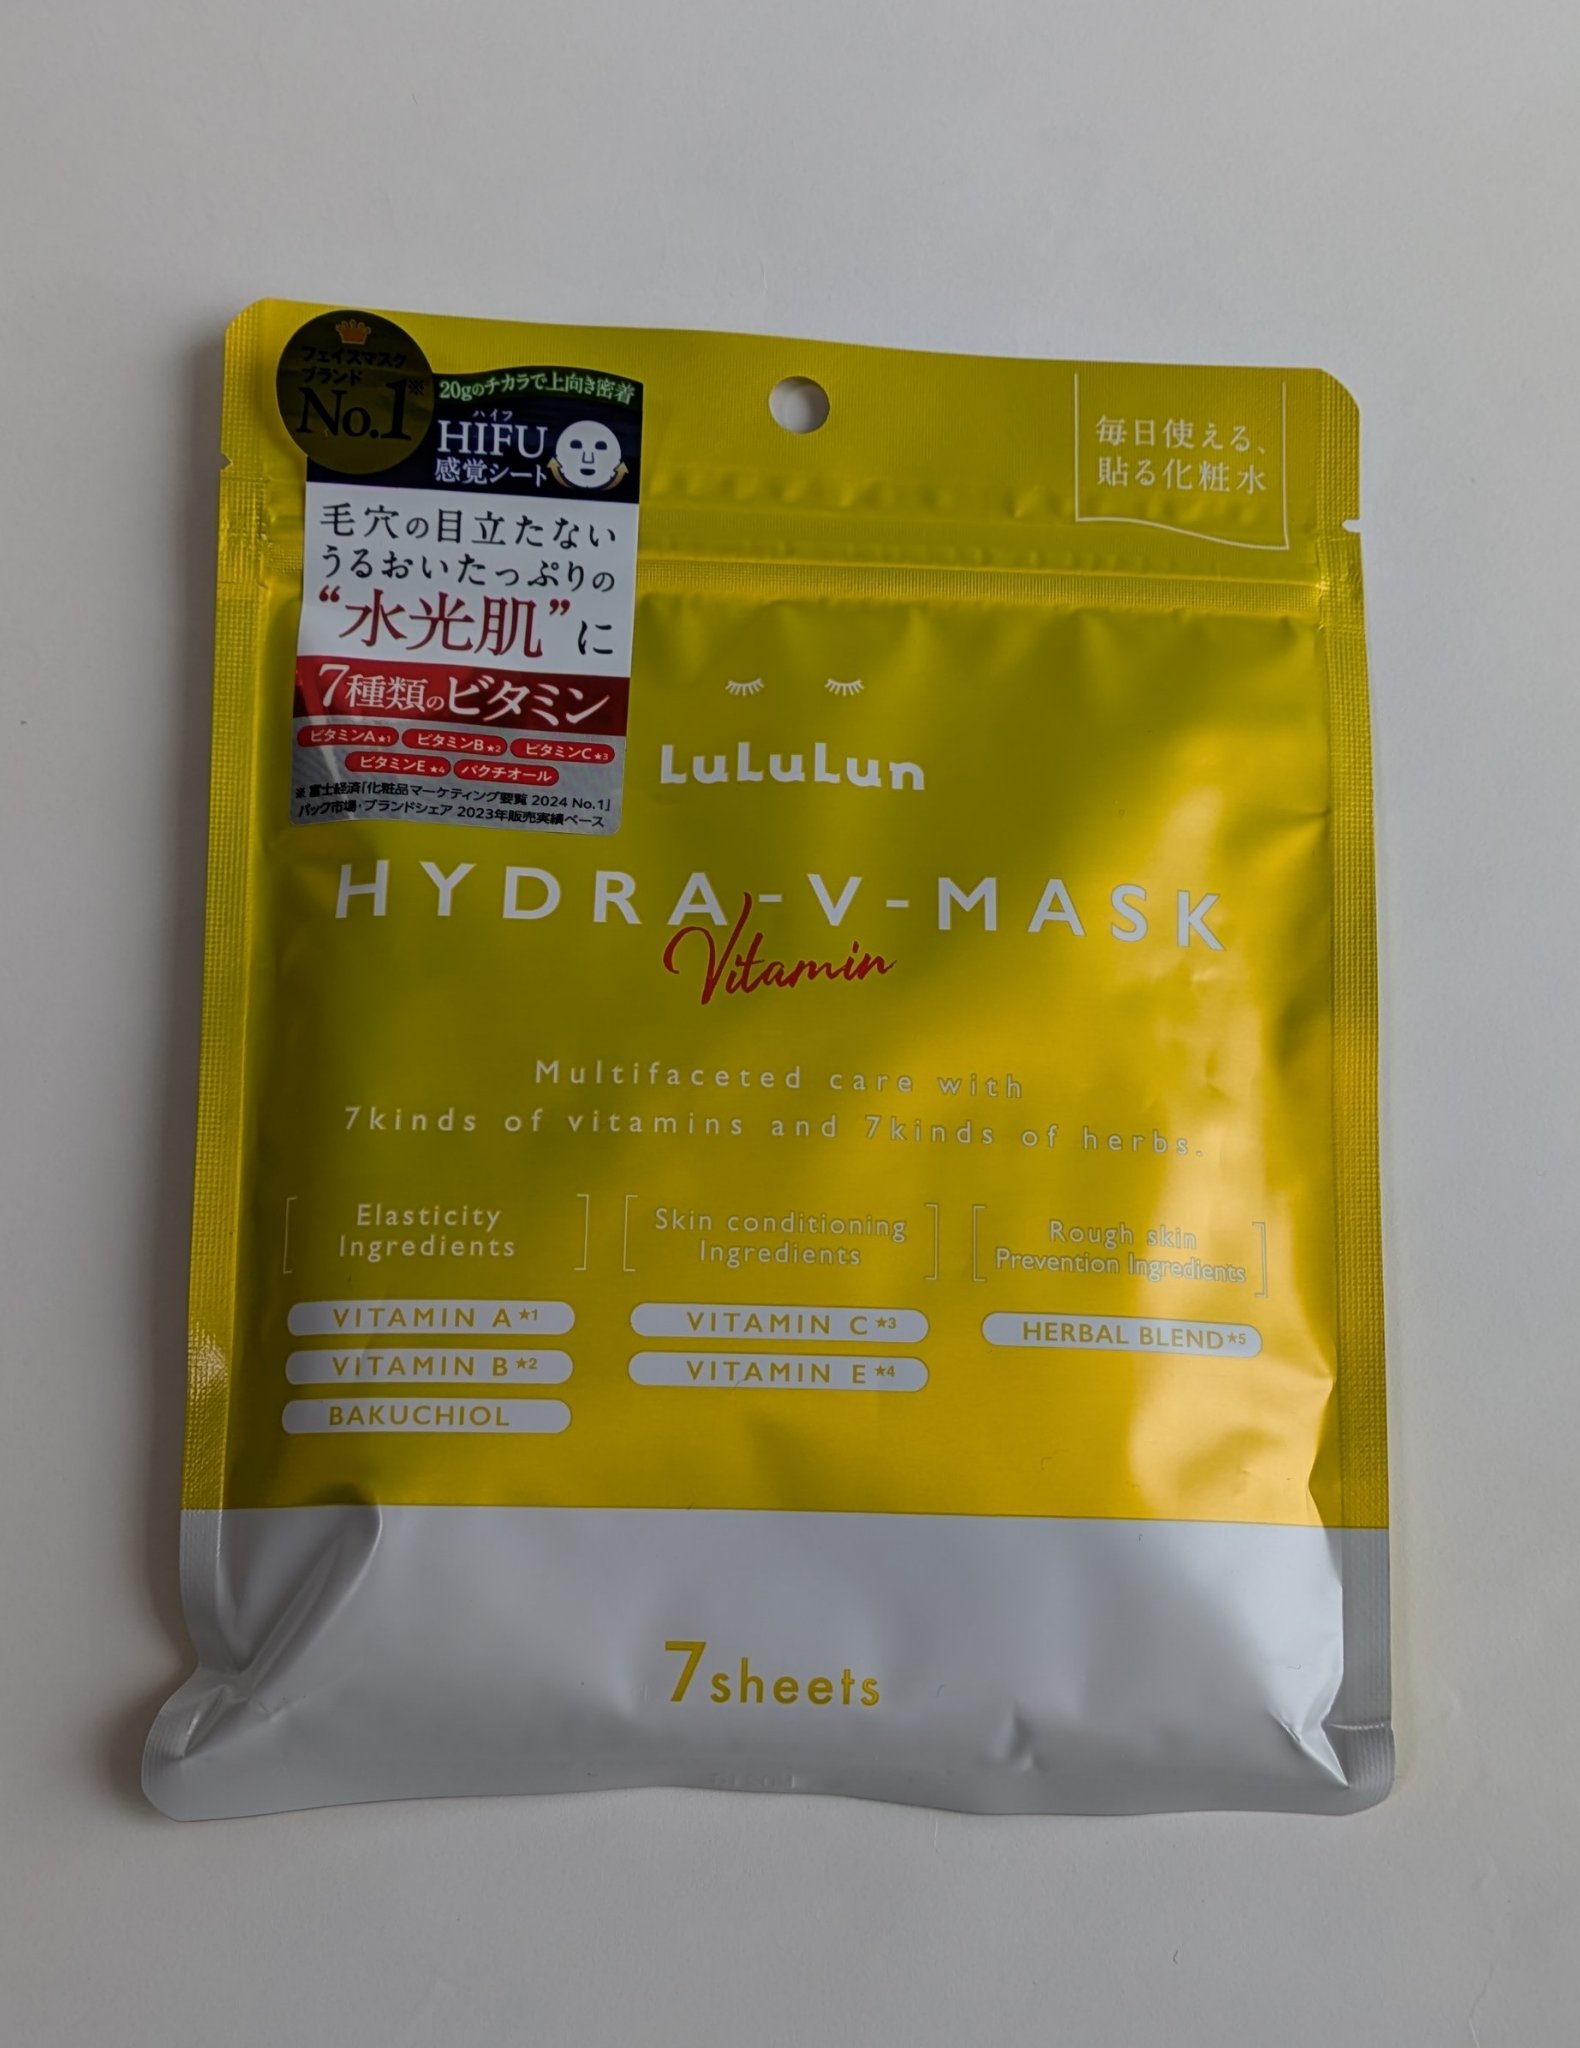 フェイスマスク
ブランド
No.1※
20gのチカラで上向き密着
ハイフ
HIFU
感覚シート
毛穴の目立たない
うるおいたっぷりの
“水光肌”に
7種類のビタミン
ビタミンA★1 ビタミンB★2 ビタミンC★3
ビタミンE★4 バクチオール
※富士経済「化粧品マーケティング要覧 2024 No.1」
パック市場・ブランドシェア 2023年販売実績ベース
毎日使える、
貼る化粧水
LuLuLun
HYDRA-V-MASK
Vitamin
Multifaceted care with
7kinds of vitamins and 7kinds of herbs.
Elasticity
Ingredients
VITAMIN A★1
VITAMIN B★2
BAKUCHIOL
Skin conditioning
Ingredients
VITAMIN C★3
VITAMIN E★4
Rough skin
Prevention Ingredients
HERBAL BLEND★5
7sheets